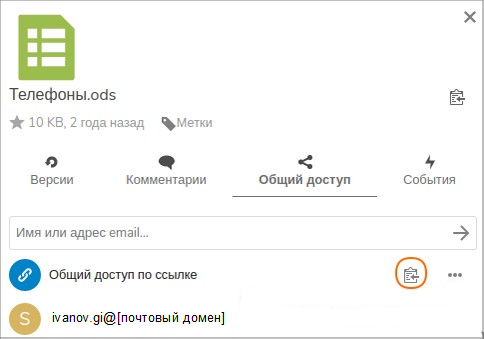 Телефоны.ods
10 KB, 2 года назад Метки
Версии Комментарии Общий доступ События
Имя или адрес email...
Общий доступ по ссылке
S ivanov.gi@[почтовый домен]